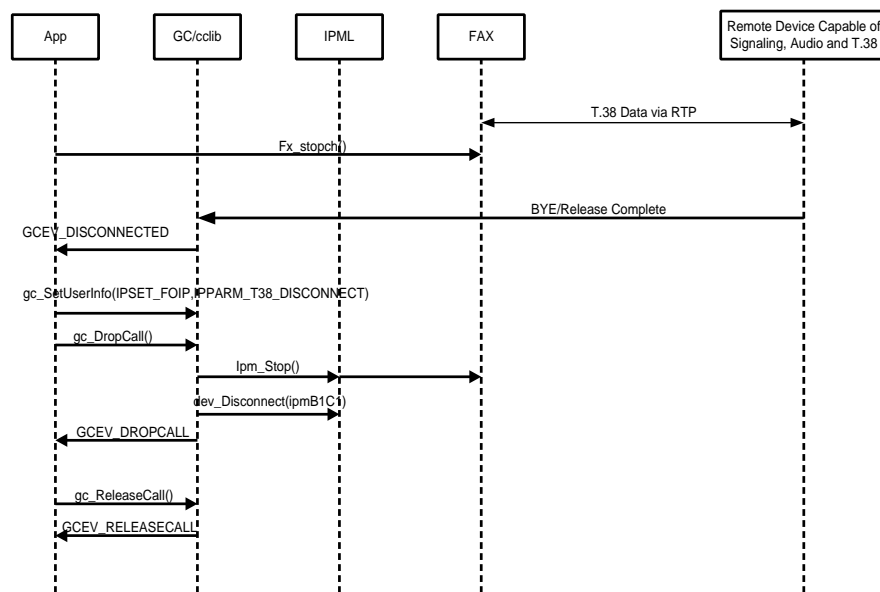 App
GC/cclib
IPML
FAX
Remote Device Capable of
Signaling, Audio and T.38
T.38 Data via RTP
Fx_stopch()
BYE/Release Complete
GCEV_DISCONNECTED
gc_SetUserInfo(IPSET_FOIP,IPPARM_T38_DISCONNECT)
gc_DropCall()
Ipm_Stop()
dev_Disconnect(ipmB1C1)
GCEV_DROPCALL
gc_ReleaseCall()
GCEV_RELEASECALL